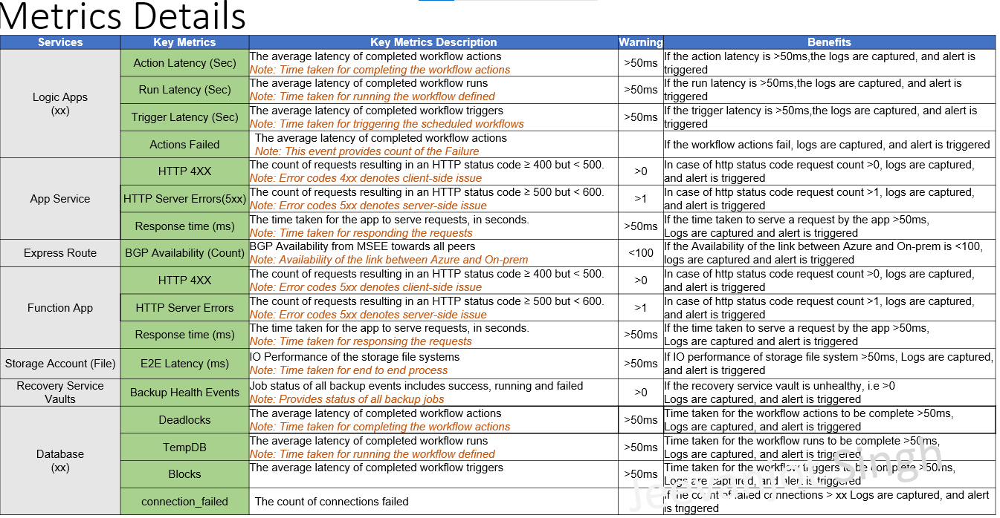 Metrics Details
Services Key Metrics Key Metrics Description Warning Benefits
Logic Apps
(xx)
Action Latency (Sec)
The average latency of completed workflow actions
Note: Time taken for completing the workflow actions
>50ms
If the action latency is >50ms,the logs are captured, and alert is
triggered
Run Latency (Sec)
The average latency of completed workflow runs
Note: Time taken for running the workflow defined
>50ms
If the run latency is >50ms,the logs are captured, and alert is
triggered
Trigger Latency (Sec)
The average latency of completed workflow triggers
Note: Time taken for triggering the scheduled workflows
>50ms
If the trigger latency is >50ms,the logs are captured, and alert is
triggered
Actions Failed
The average latency of completed workflow actions
Note: This event provides count of the Failure
If the workflow actions fail, logs are captured, and alert is triggered
App Service
HTTP 4XX
The count of requests resulting in an HTTP status code ≥ 400 but < 500.
Note: Error codes 4xx denotes client-side issue
>0
In case of http status code request count >0, logs are captured,
and alert is triggered
HTTP Server Errors(5xx)
The count of requests resulting in an HTTP status code ≥ 500 but < 600.
Note: Error codes 5xx denotes server-side issue
>1
In case of http status code request count >1, logs are captured,
and alert is triggered
Response time (ms)
The time taken for the app to serve requests, in seconds.
Note: Time taken for responding the requests
>50ms
If the time taken to serve a request by the app >50ms,
Logs are captured and alert is triggered
Express Route
BGP Availability (Count)
BGP Availability from MSEE towards all peers
Note: Availability of the link between Azure and On-prem
<100
If the Availability of the link between Azure and On-prem is <100,
logs are captured and alert is triggered
Function App
HTTP 4XX
The count of requests resulting in an HTTP status code ≥ 400 but < 500.
Note: Error codes 5xx denotes client-side issue
>0
In case of http status code request count >0, logs are captured,
and alert is triggered
HTTP Server Errors
The count of requests resulting in an HTTP status code ≥ 500 but < 600.
Note: Error codes 5xx denotes server-side issue
>1
In case of http status code request count >1, logs are captured,
and alert is triggered
Response time (ms)
The time taken for the app to serve requests, in seconds.
Note: Time taken for responsing the requests
>50ms
If the time taken to serve a request by the app >50ms,
Logs are captured and alert is triggered
Storage Account (File)
E2E Latency (ms)
IO Performance of the storage file systems
Note: Time taken for end to end process
>50ms
If IO performance of storage file system >50ms, Logs are captured,
and alert is triggered
Recovery Service
Vaults
Backup Health Events
Job status of all backup events includes success, running and failed
Note: Provides status of all backup jobs
>0
If the recovery service vault is unhealthy, i.e >0
Logs are captured, and alert is triggered
Database
(xx)
Deadlocks
The average latency of completed workflow actions
Note: Time taken for completing the workflow actions
>50ms
Time taken for the workflow actions to be complete >50ms,
Logs are captured, and alert is triggered
TempDB
The average latency of completed workflow runs
Note: Time taken for running the workflow defined
>50ms
Time taken for the workflow runs to be complete >50ms,
Logs are captured, and alert is triggered
Blocks
The average latency of completed workflow triggers
>50ms
Time taken for the workflow triggers to be complete >50ms,
Logs are captured, and alert is triggered
connection_failed
The count of connections failed
If the count of failed connections > xx Logs are captured, and alert
is triggered
Singh